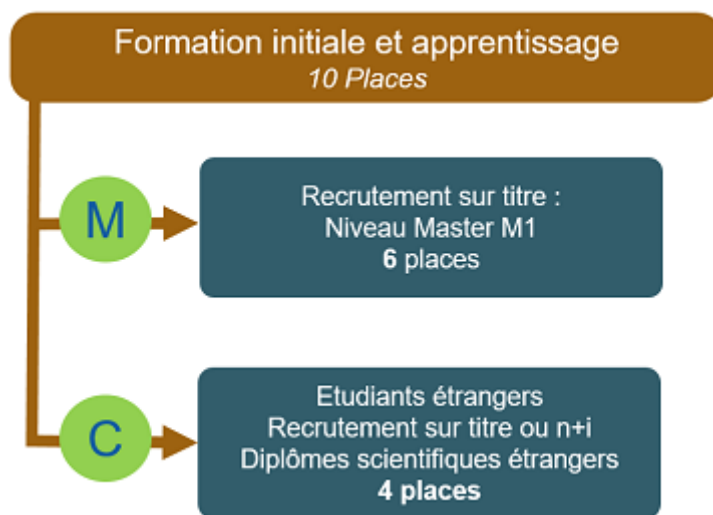 Formation initiale et apprentissage
10 Places
M
Recrutement sur titre :
Niveau Master M1
6 places
C
Etudiants étrangers
Recrutement sur titre ou n+i
Diplômes scientifiques étrangers
4 places